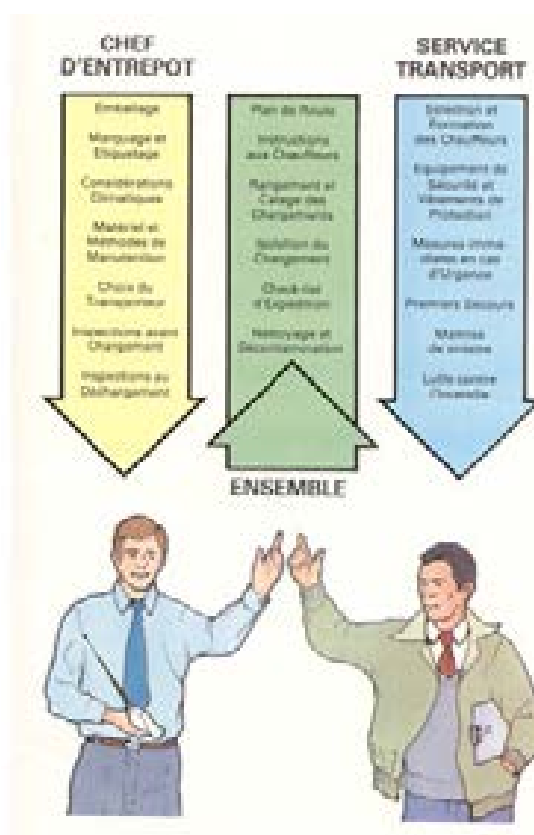 CHEF
D'ENTREPOT
Emballage
Marquage et
Etiquetage
Considérations
Climatiques
Matériel et
Méthodes de
Manutention
Choix du
Transporteur
Inspections avant
Chargement
Inspections au
Déchargement
Plan de Route
Instructions
aux Chauffeurs
Rangement et
Calage des
Chargements
Isolation du
Chargement
Check-list
d'Expédition
Nettoyage et
Décontamination
ENSEMBLE
SERVICE
TRANSPORT
Sélection et
Formation
des Chauffeurs
Equipement de
Sécurité et
Vêtements de
Protection
Mesures immé-
diates en cas
d'Urgence
Premiers Secours
Maîtrise
de
Lutte contre
l'Incendie